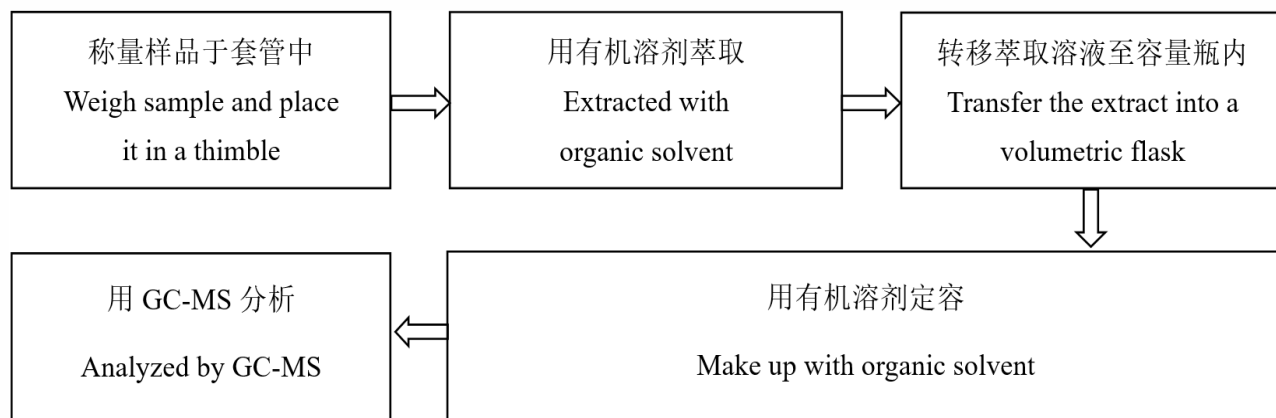 称量样品于套管中
Weigh sample and place
it in a thimble
用有机溶剂萃取
Extracted with
organic solvent
转移萃取溶液至容量瓶内
Transfer the extract into a
volumetric flask
用有机溶剂定容
Make up with organic solvent
用 GC-MS 分析
Analyzed by GC-MS